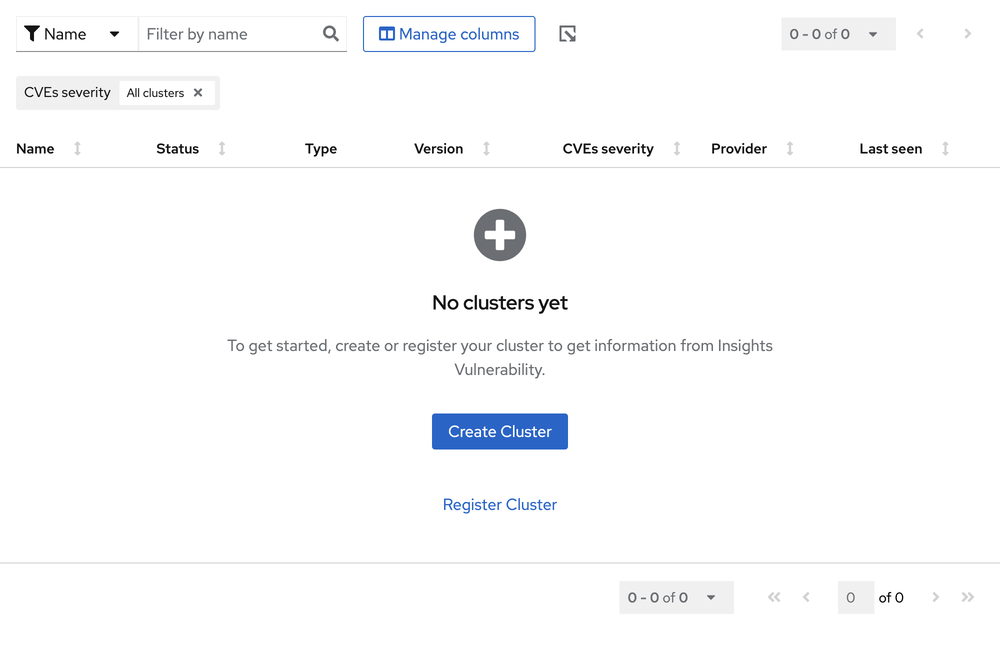 Name Filter by name Manage columns 0 - 0 of 0
CVEs severity All clusters
Name Status Type Version CVEs severity Provider Last seen
No clusters yet
To get started, create or register your cluster to get information from Insights
Vulnerability.
Create Cluster
Register Cluster
0 - 0 of 0 0 of 0